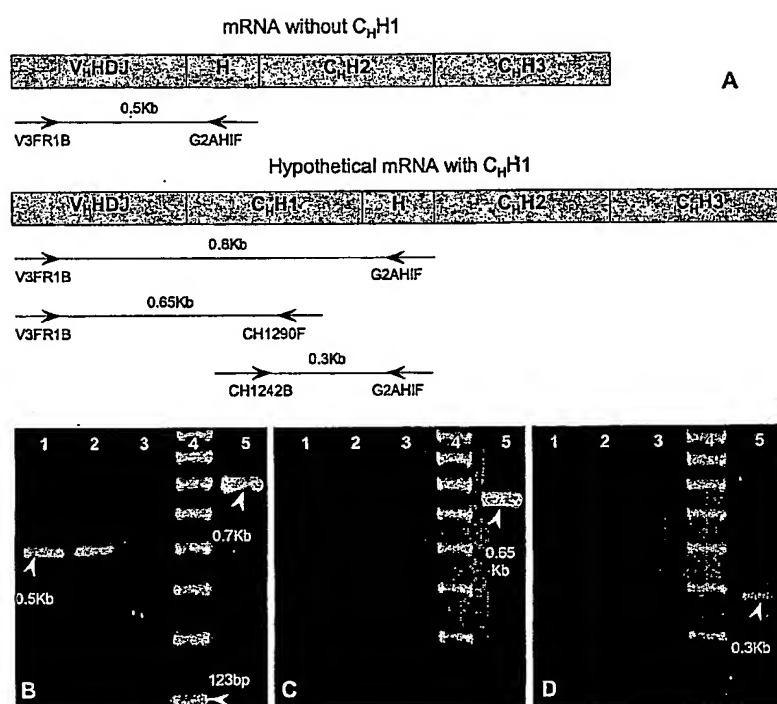 mRNA without CHH1
VHHDJ H CHH2 CHH3
A
0.5Kb
V3FR1B G2AHIF
Hypothetical mRNA with CHH1
VHHDJ CHH1 H CHH2 CHH3
0.8Kb
V3FR1B G2AHIF
0.65Kb
V3FR1B CH1290F
0.3Kb
CH1242B G2AHIF
1 2 3 4 5
0.7Kb
0.5Kb
123bp
B
1 2 3 4 5
0.65
Kb
C
1 2 3 4 5
0.3Kb
D